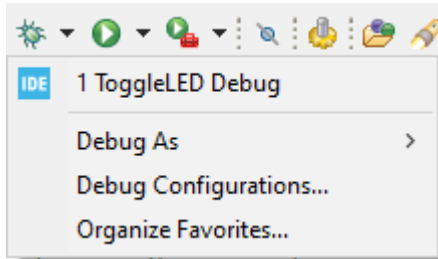 IDE 1 ToggleLED Debug
Debug As
Debug Configurations...
Organize Favorites...